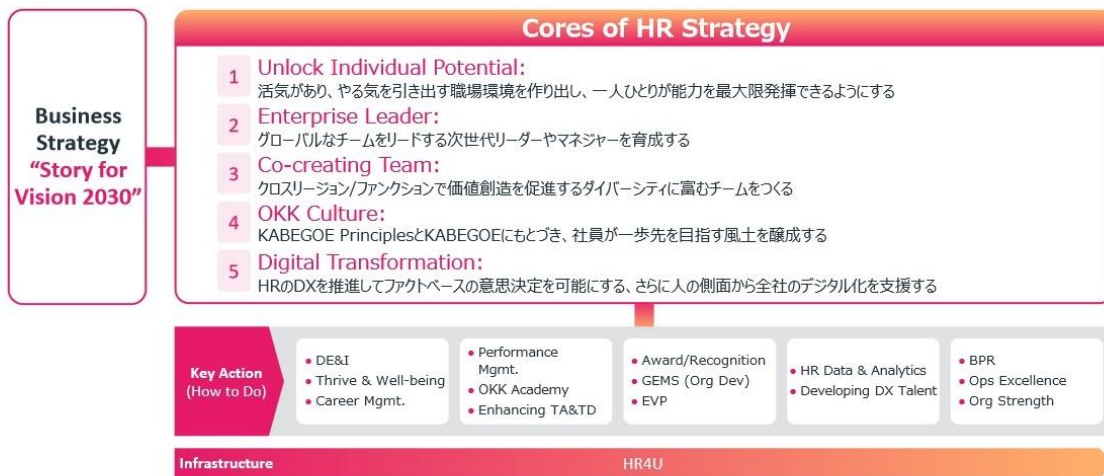 Business
Strategy
“Story for
Vision 2030”
Cores of HR Strategy
1 Unlock Individual Potential:
活気があり、やる気を引き出す職場環境を作り出し、一人ひとりが能力を最大限発揮できるようにする
2 Enterprise Leader:
グローバルなチームをリードする次世代リーダーやマネジャーを育成する
3 Co-creating Team:
クロスリージョン/ファンクションで価値創造を促進するダイバーシティに富むチームをつくる
4 OKK Culture:
KABEGOE PrinciplesとKABEGOEにもとづき、社員が一歩先を目指す風土を醸成する
5 Digital Transformation:
HRのDXを推進してファクトベースの意思決定を可能にする、さらに人の側面から全社のデジタル化を支援する
Key Action
(How to Do)
• DE&I
• Thrive & Well-being
• Career Mgmt.
• Performance
Mgmt.
• OKK Academy
• Enhancing TA&TD
• Award/Recognition
• GEMS (Org Dev)
• EVP
• HR Data & Analytics
• Developing DX Talent
• BPR
• Ops Excellence
• Org Strength
Infrastructure
HR4U